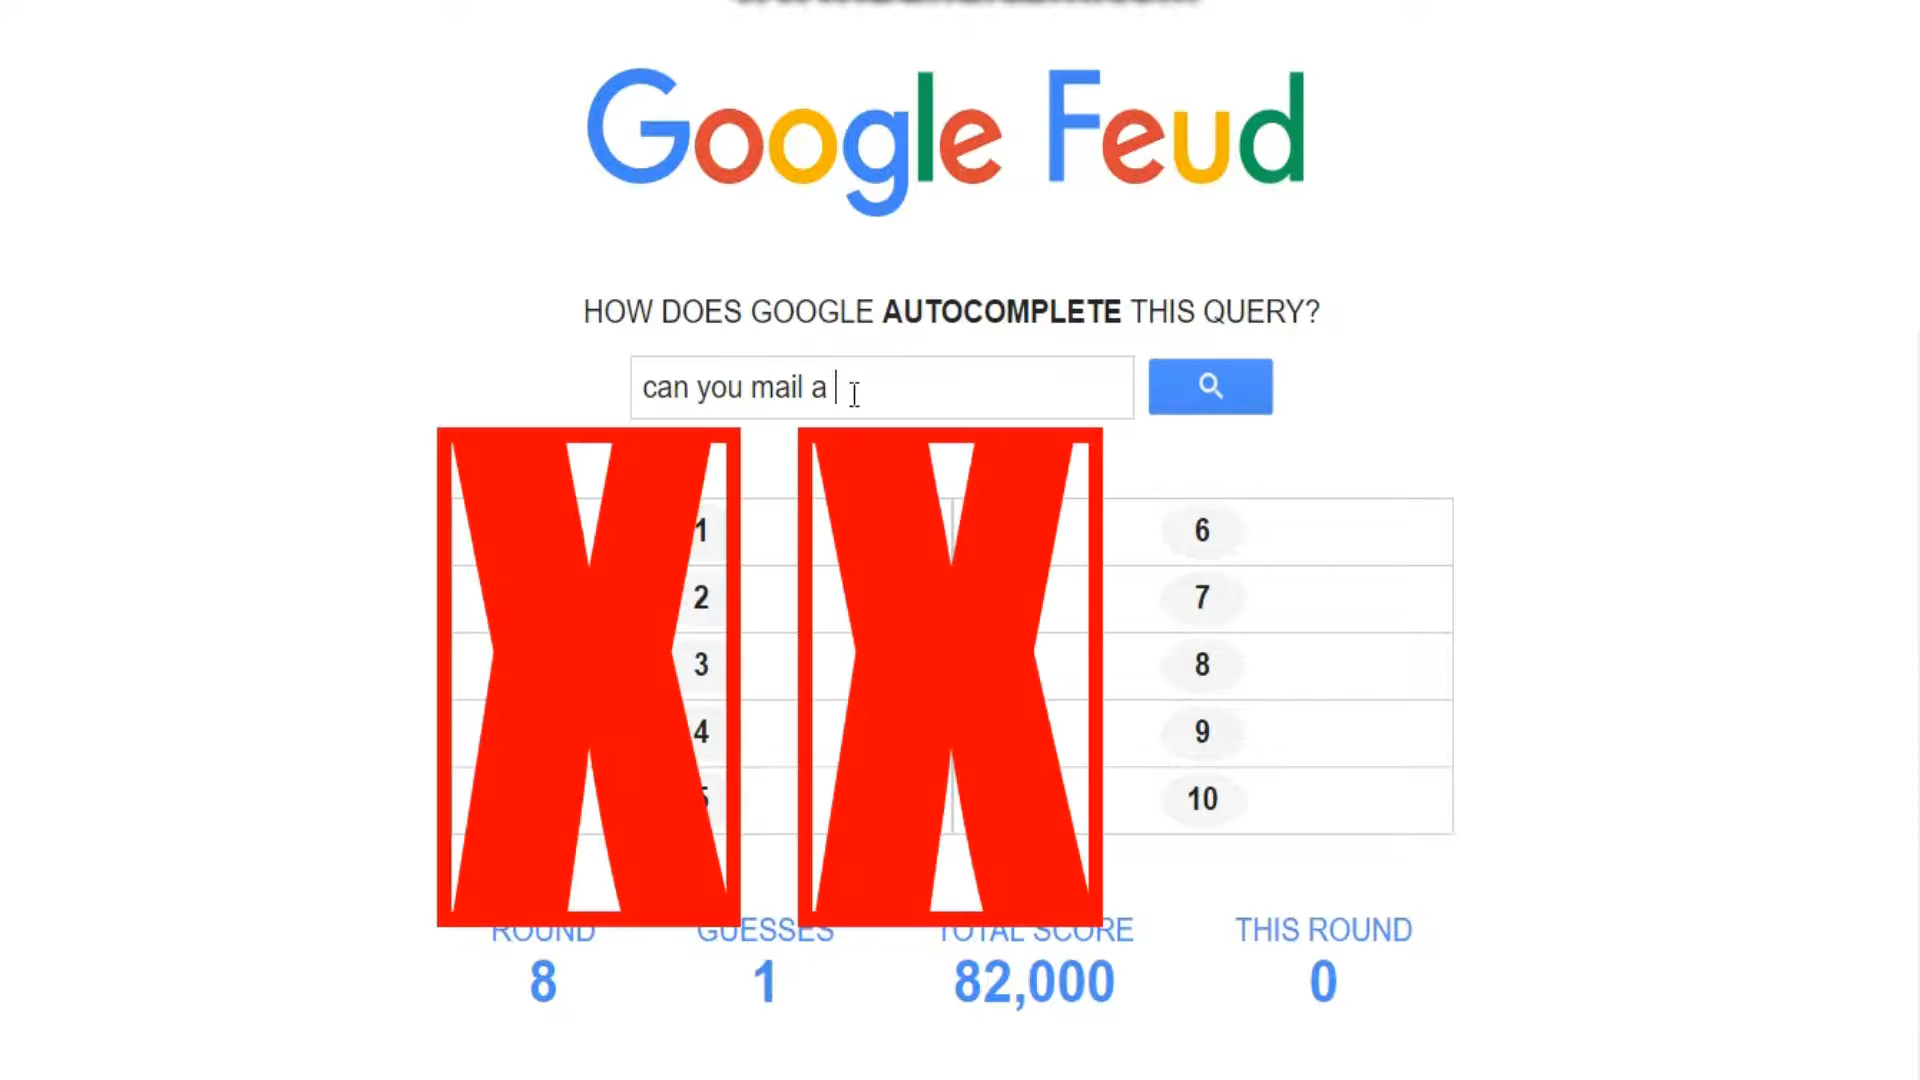 Google Feud
HOW DOES GOOGLE AUTOCOMPLETE THIS QUERY?
can you mail a
X X
1 6
2 7
3 8
4 9
5 10
ROUND GUESSES TOTAL SCORE THIS ROUND
8 1 82,000 0